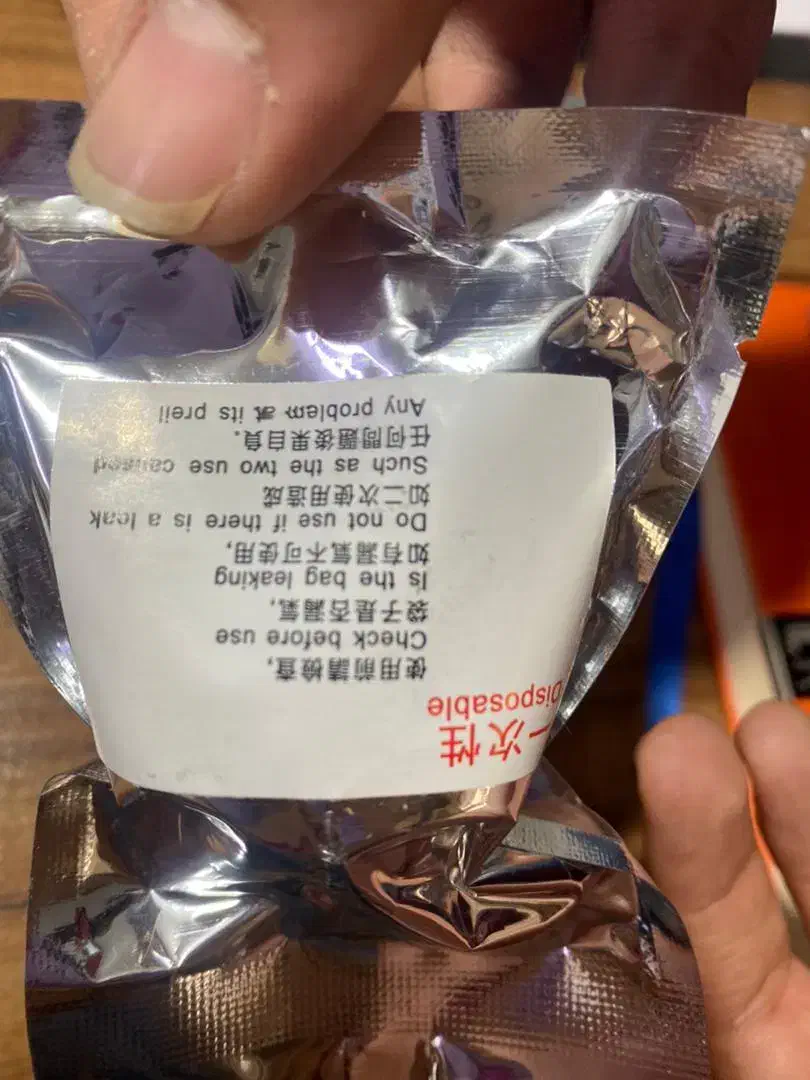 一次性
Disposable
使用前請檢查,
Check before use
袋子是否漏氣,
Is the bag leaking
如有漏氣不可使用,
Do not use if there is a leak
如二次使用造成
Such as the two use caused
任何問題後果自負.
Any problem at its preil